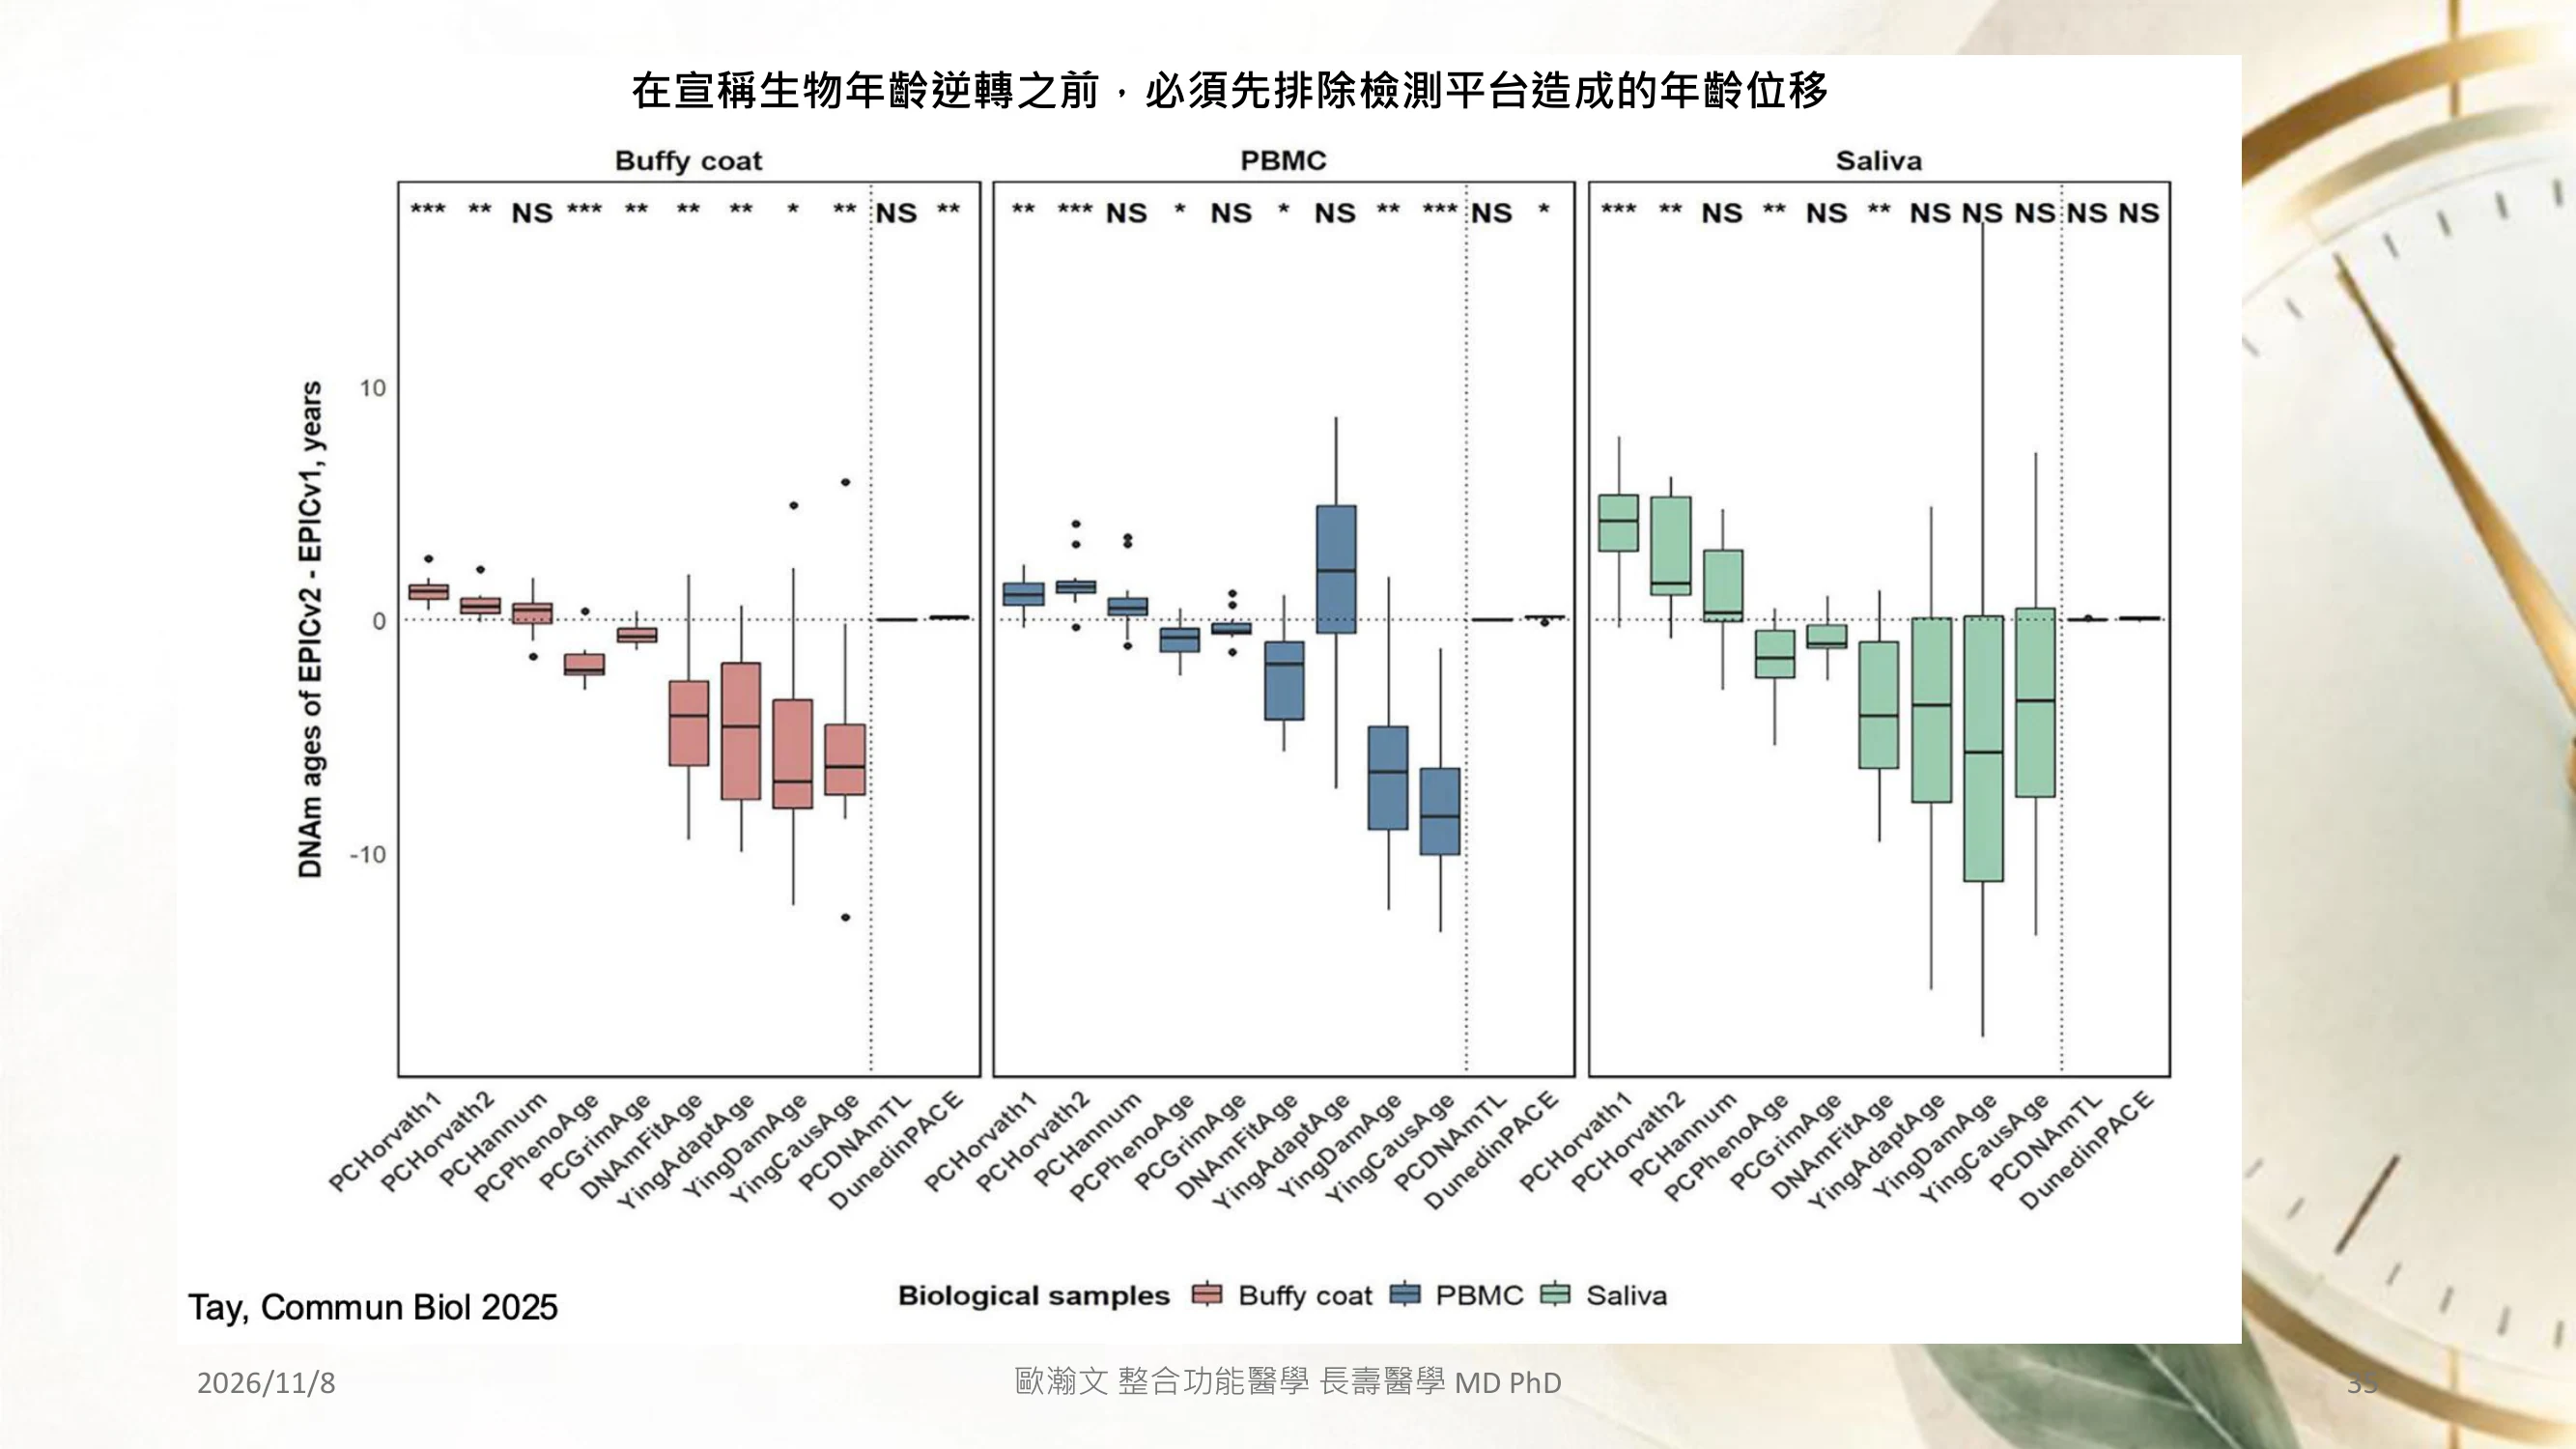 在宣稱生物年齡逆轉之前，必須先排除檢測平台造成的年齡位移
Buffy coat
PBMC
Saliva
*** ** NS *** ** ** ** * ** NS **
** *** NS * NS * NS ** *** NS *
*** ** NS ** NS ** NS NS NS NS NS
DNAm ages of EPICv2 - EPICv1, years
10
0
-10
PCHorvath1 PCHorvath2 PCHannum PCPhenoAge PCGrimAge DNAmFitAge YingAdaptAge YingDamAge YingCausAge PCDNAmTL DunedinPACE
PCHorvath1 PCHorvath2 PCHannum PCPhenoAge PCGrimAge DNAmFitAge YingAdaptAge YingDamAge YingCausAge PCDNAmTL DunedinPACE
PCHorvath1 PCHorvath2 PCHannum PCPhenoAge PCGrimAge DNAmFitAge YingAdaptAge YingDamAge YingCausAge PCDNAmTL DunedinPACE
Biological samples Buffy coat PBMC Saliva
Tay, Commun Biol 2025
2026/11/8
歐瀚文 整合功能醫學 長壽醫學 MD PhD
35